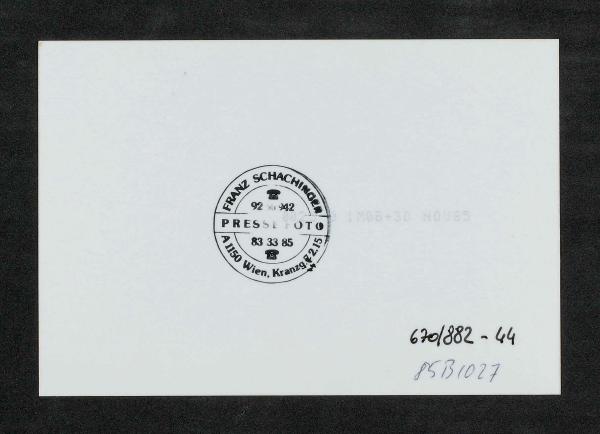 FRANZ SCHACHINGER
92 942
PRESSEFOTO
83 33 85
A 1150 Wien, Kranzg. 2.15
1M08+30 NOV85
670/882-44
85B1027